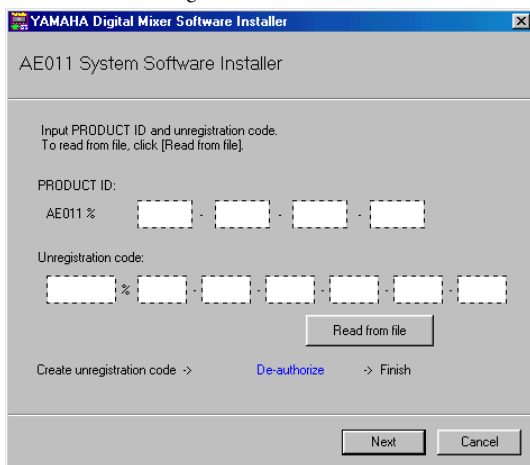 YAMAHA Digital Mixer Software Installer
AE011 System Software Installer
Input PRODUCT ID and unregistration code.
To read from file, click [Read from file].
PRODUCT ID:
AE011 % - - -
Unregistration code:
% - - - - -
Read from file
Create unregistration code -> De-authorize -> Finish
Next Cancel